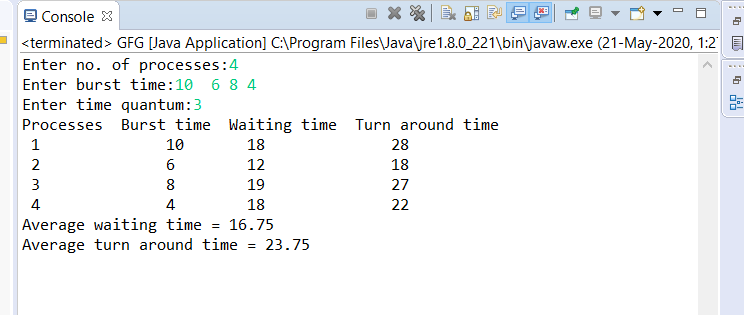 Console
<terminated> GFG [Java Application] C:\Program Files\Java\jre1.8.0_221\bin\javaw.exe (21-May-2020, 1:2
Enter no. of processes:4
Enter burst time:10  6 8 4
Enter time quantum:3
Processes  Burst time  Waiting time  Turn around time
1 10 18 28
2 6 12 18
3 8 19 27
4 4 18 22
Average waiting time = 16.75
Average turn around time = 23.75